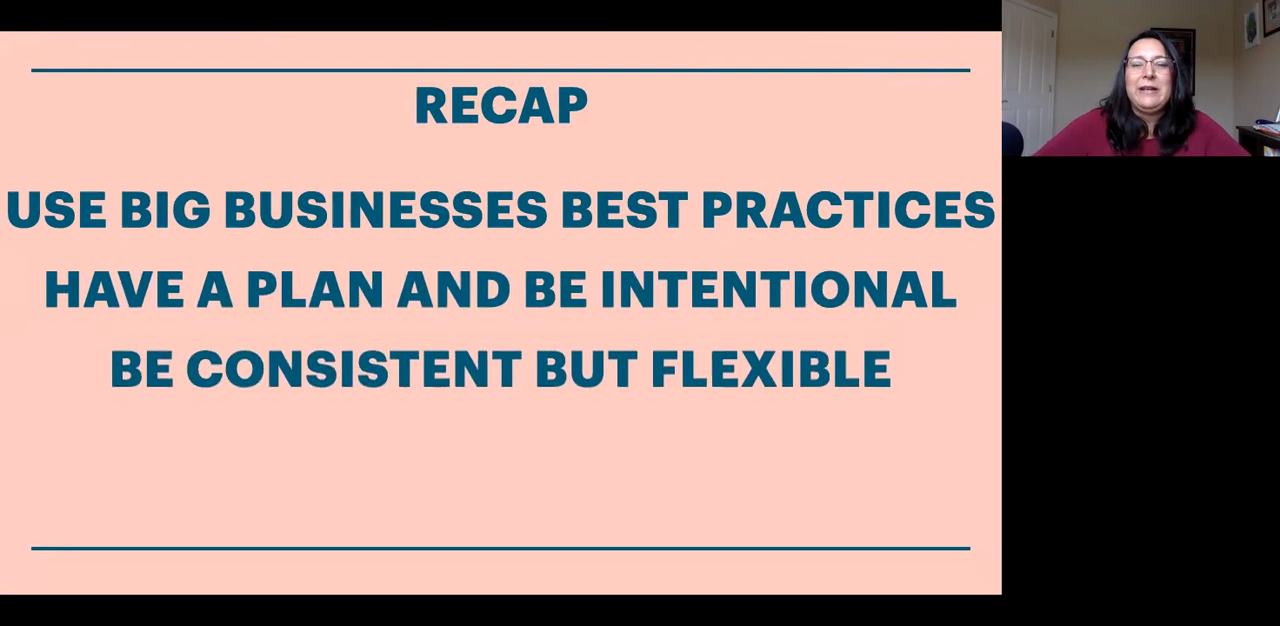 RECAP
USE BIG BUSINESSES BEST PRACTICES
HAVE A PLAN AND BE INTENTIONAL
BE CONSISTENT BUT FLEXIBLE